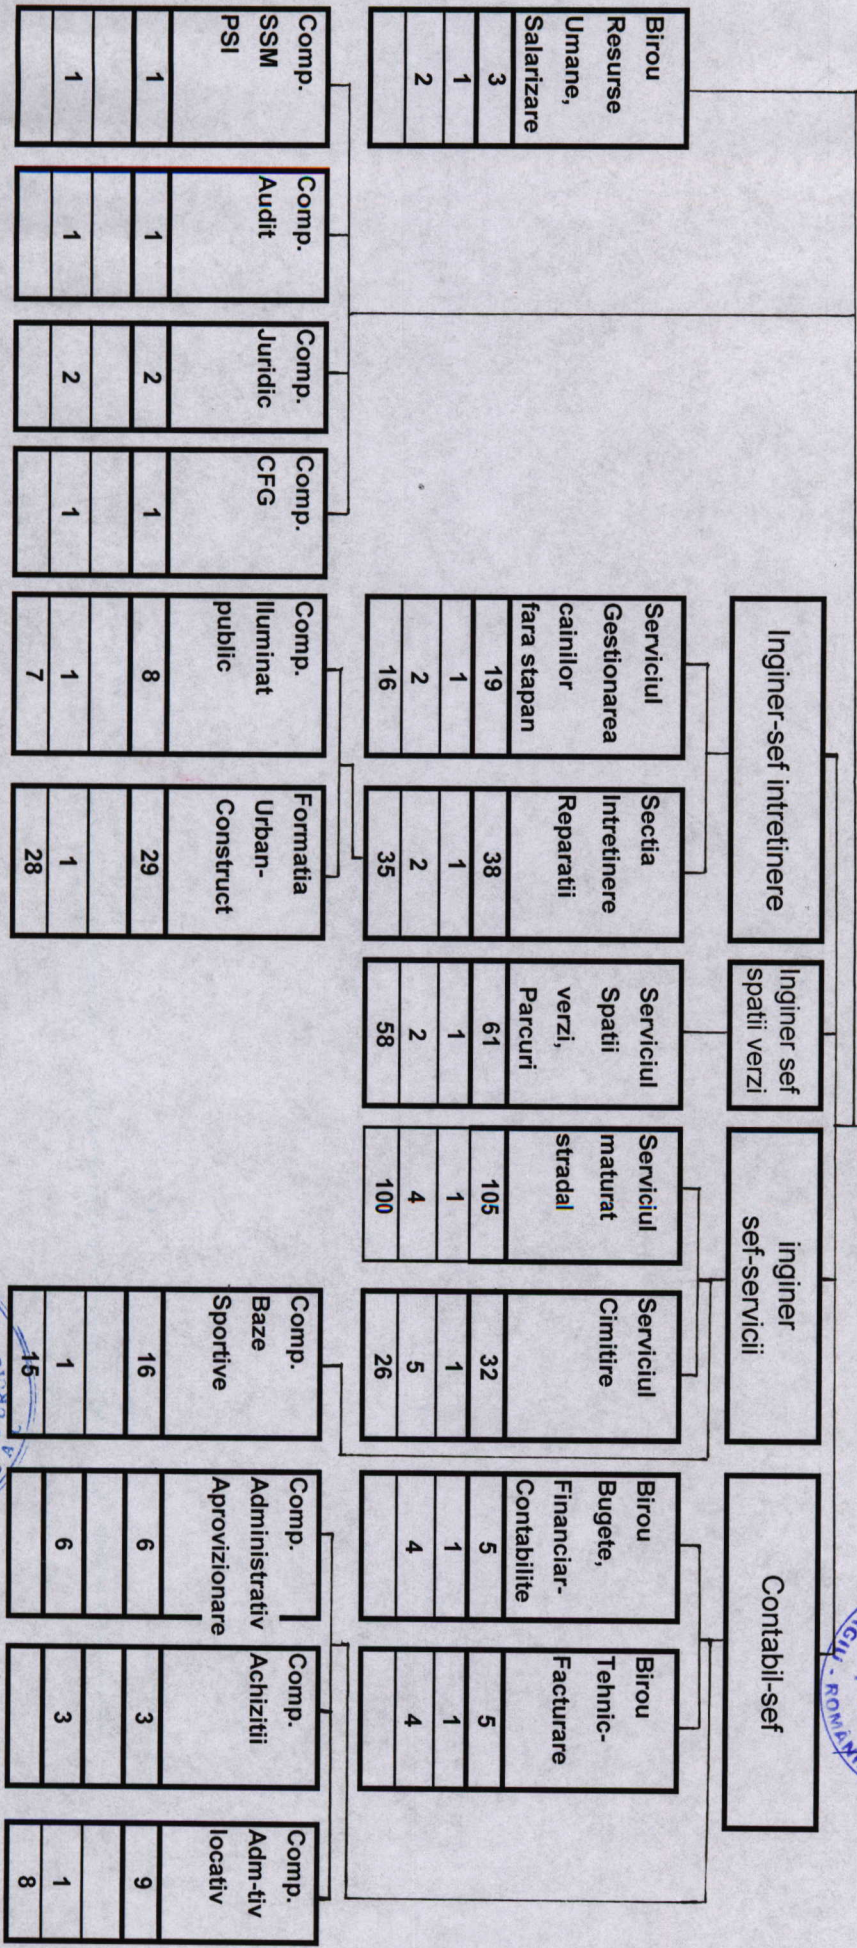 Inginer-sef intretinere
Inginer sef
spatii verzi
inginer
sef-servicii
Contabil-sef
Birou
Resurse
Umane,
Salarizare
3
1
2
Serviciul
Gestionarea
cainilor
fara stapan
19
1
2
16
Sectia
Intretinere
Reparatii
38
1
2
35
Serviciul
Spatii
verzi,
Parcuri
61
1
2
58
Serviciul
maturat
stradal
105
1
4
100
Serviciul
Cimitire
32
1
5
26
Birou
Bugete,
Financiar-
Contabilite
5
1
4
Birou
Tehnic-
Facturare
5
1
4
Comp.
SSM
PSI
1
1
Comp.
Audit
1
1
Comp.
Juridic
2
2
Comp.
CFG
1
1
Comp.
Iluminat
public
8
1
7
Formatia
Urban-
Construct
29
1
28
Comp.
Baze
Sportive
16
1
15
Comp.
Administrativ
Aprovizionare
6
6
Comp.
Achizitii
3
3
Comp.
Adm-tiv
locativ
9
1
8